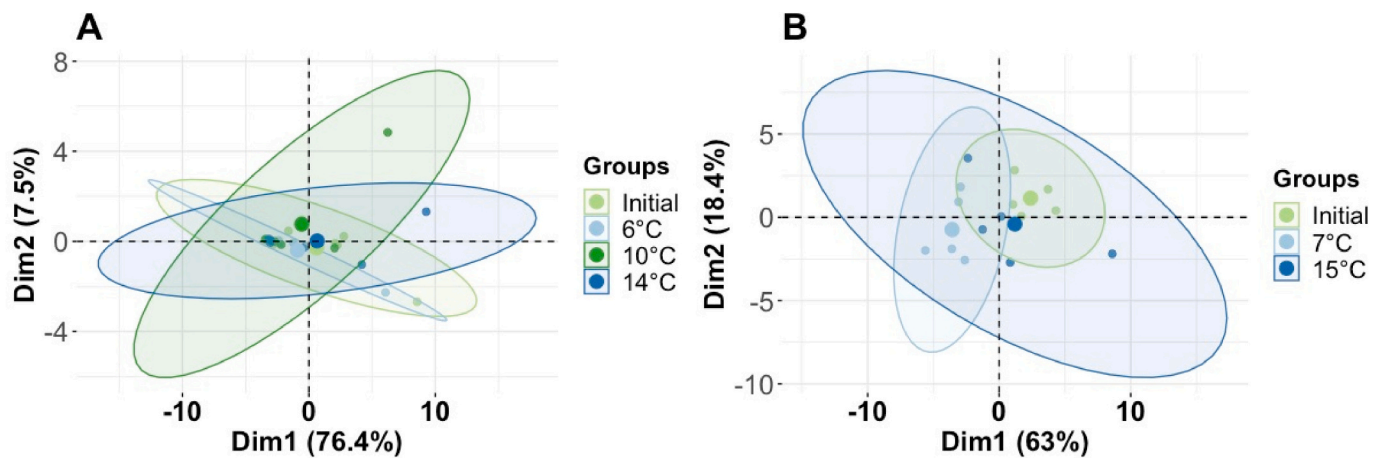 A
8
4
0
-4
Dim2 (7.5%)
-10
0
10
Dim1 (76.4%)
Groups
Initial
6°C
10°C
14°C
B
5
0
-5
-10
Dim2 (18.4%)
-10
0
10
Dim1 (63%)
Groups
Initial
7°C
15°C